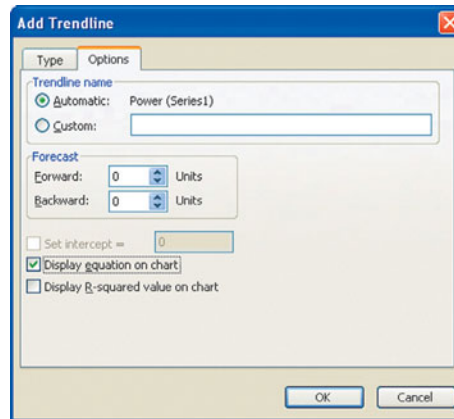 Add Trendline
Type Options
Trendline name
Automatic: Power (Series1)
Custom:
Forecast
Forward: 0 Units
Backward: 0 Units
Set intercept = 0
Display equation on chart
Display R-squared value on chart
OK Cancel